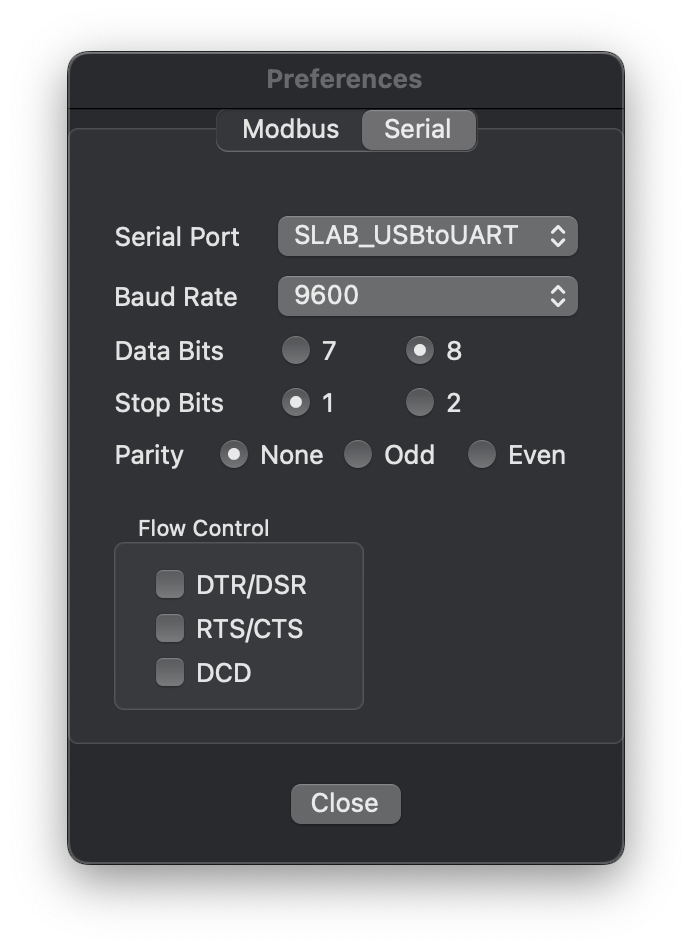 Preferences
Modbus Serial
Serial Port SLAB_USBtoUART
Baud Rate 9600
Data Bits 7 8
Stop Bits 1 2
Parity None Odd Even
Flow Control
DTR/DSR
RTS/CTS
DCD
Close